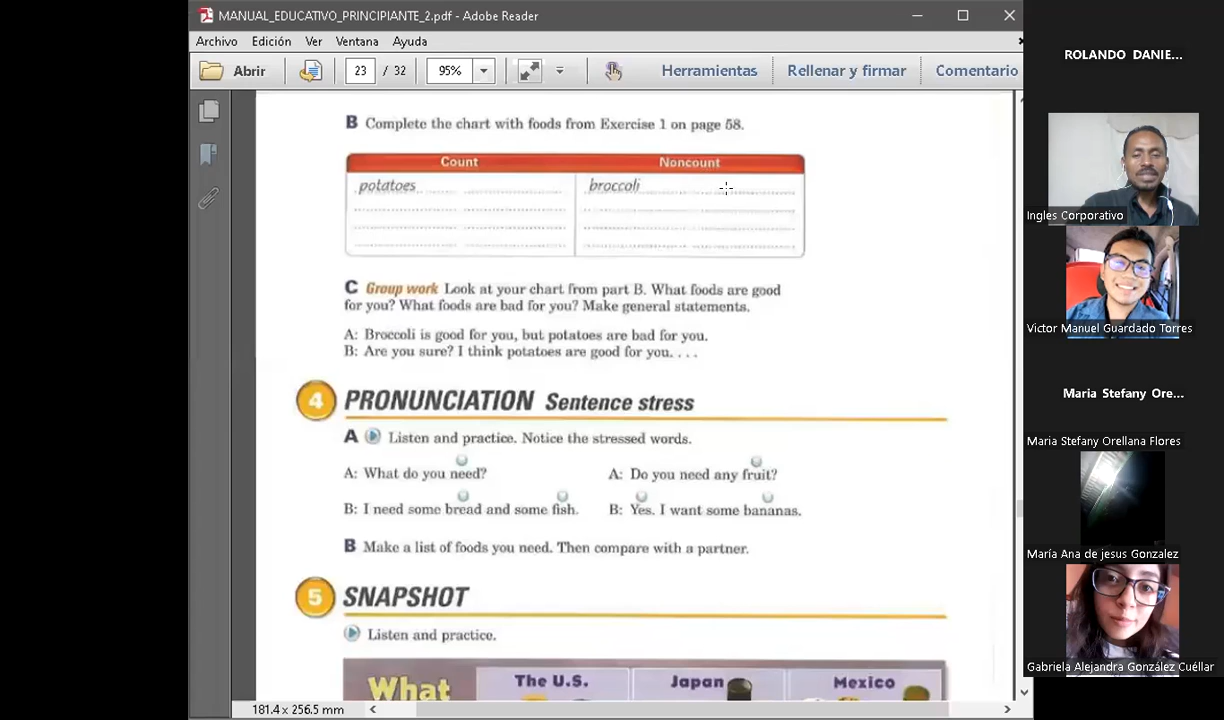 MANUAL_EDUCATIVO_PRINCIPIANTE_2.pdf - Adobe Reader
Archivo Edición Ver Ventana Ayuda
Abrir 23 / 32 95% Herramientas Rellenar y firmar Comentario
B Complete the chart with foods from Exercise 1 on page 58.
Count Noncount
potatoes broccoli
C Group work Look at your chart from part B. What foods are good
for you? What foods are bad for you? Make general statements.
A: Broccoli is good for you, but potatoes are bad for you.
B: Are you sure? I think potatoes are good for you. . . .
4 PRONUNCIATION Sentence stress
A Listen and practice. Notice the stressed words.
A: What do you need? A: Do you need any fruit?
B: I need some bread and some fish. B: Yes. I want some bananas.
B Make a list of foods you need. Then compare with a partner.
5 SNAPSHOT
Listen and practice.
What The U.S. Japan Mexico
181.4 x 256.5 mm
ROLANDO DANIE...
Ingles Corporativo
Victor Manuel Guardado Torres
Maria Stefany Ore...
Maria Stefany Orellana Flores
María Ana de jesus Gonzalez
Gabriela Alejandra González Cuéllar